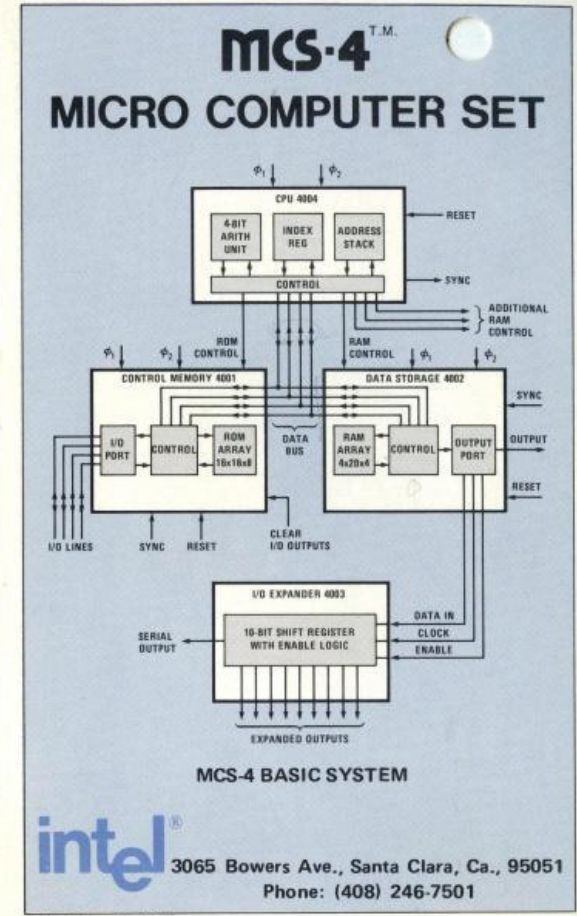 MCS-4 T.M.
MICRO COMPUTER SET
φ1 φ2
CPU 4004
4-BIT ARITH UNIT
INDEX REG
ADDRESS STACK
CONTROL
RESET
SYNC
ADDITIONAL RAM CONTROL
ROM CONTROL
RAM CONTROL
φ1 φ2
CONTROL MEMORY 4001
I/O PORT
CONTROL
ROM ARRAY 16x16x8
I/O LINES
SYNC
RESET
CLEAR I/O OUTPUTS
DATA BUS
φ1 φ2
DATA STORAGE 4002
RAM ARRAY 4x20x4
CONTROL
OUTPUT PORT
SYNC
OUTPUT
RESET
I/O EXPANDER 4003
10-BIT SHIFT REGISTER
WITH ENABLE LOGIC
SERIAL OUTPUT
DATA IN
CLOCK
ENABLE
EXPANDED OUTPUTS
MCS-4 BASIC SYSTEM
intel®
3065 Bowers Ave., Santa Clara, Ca., 95051
Phone: (408) 246-7501